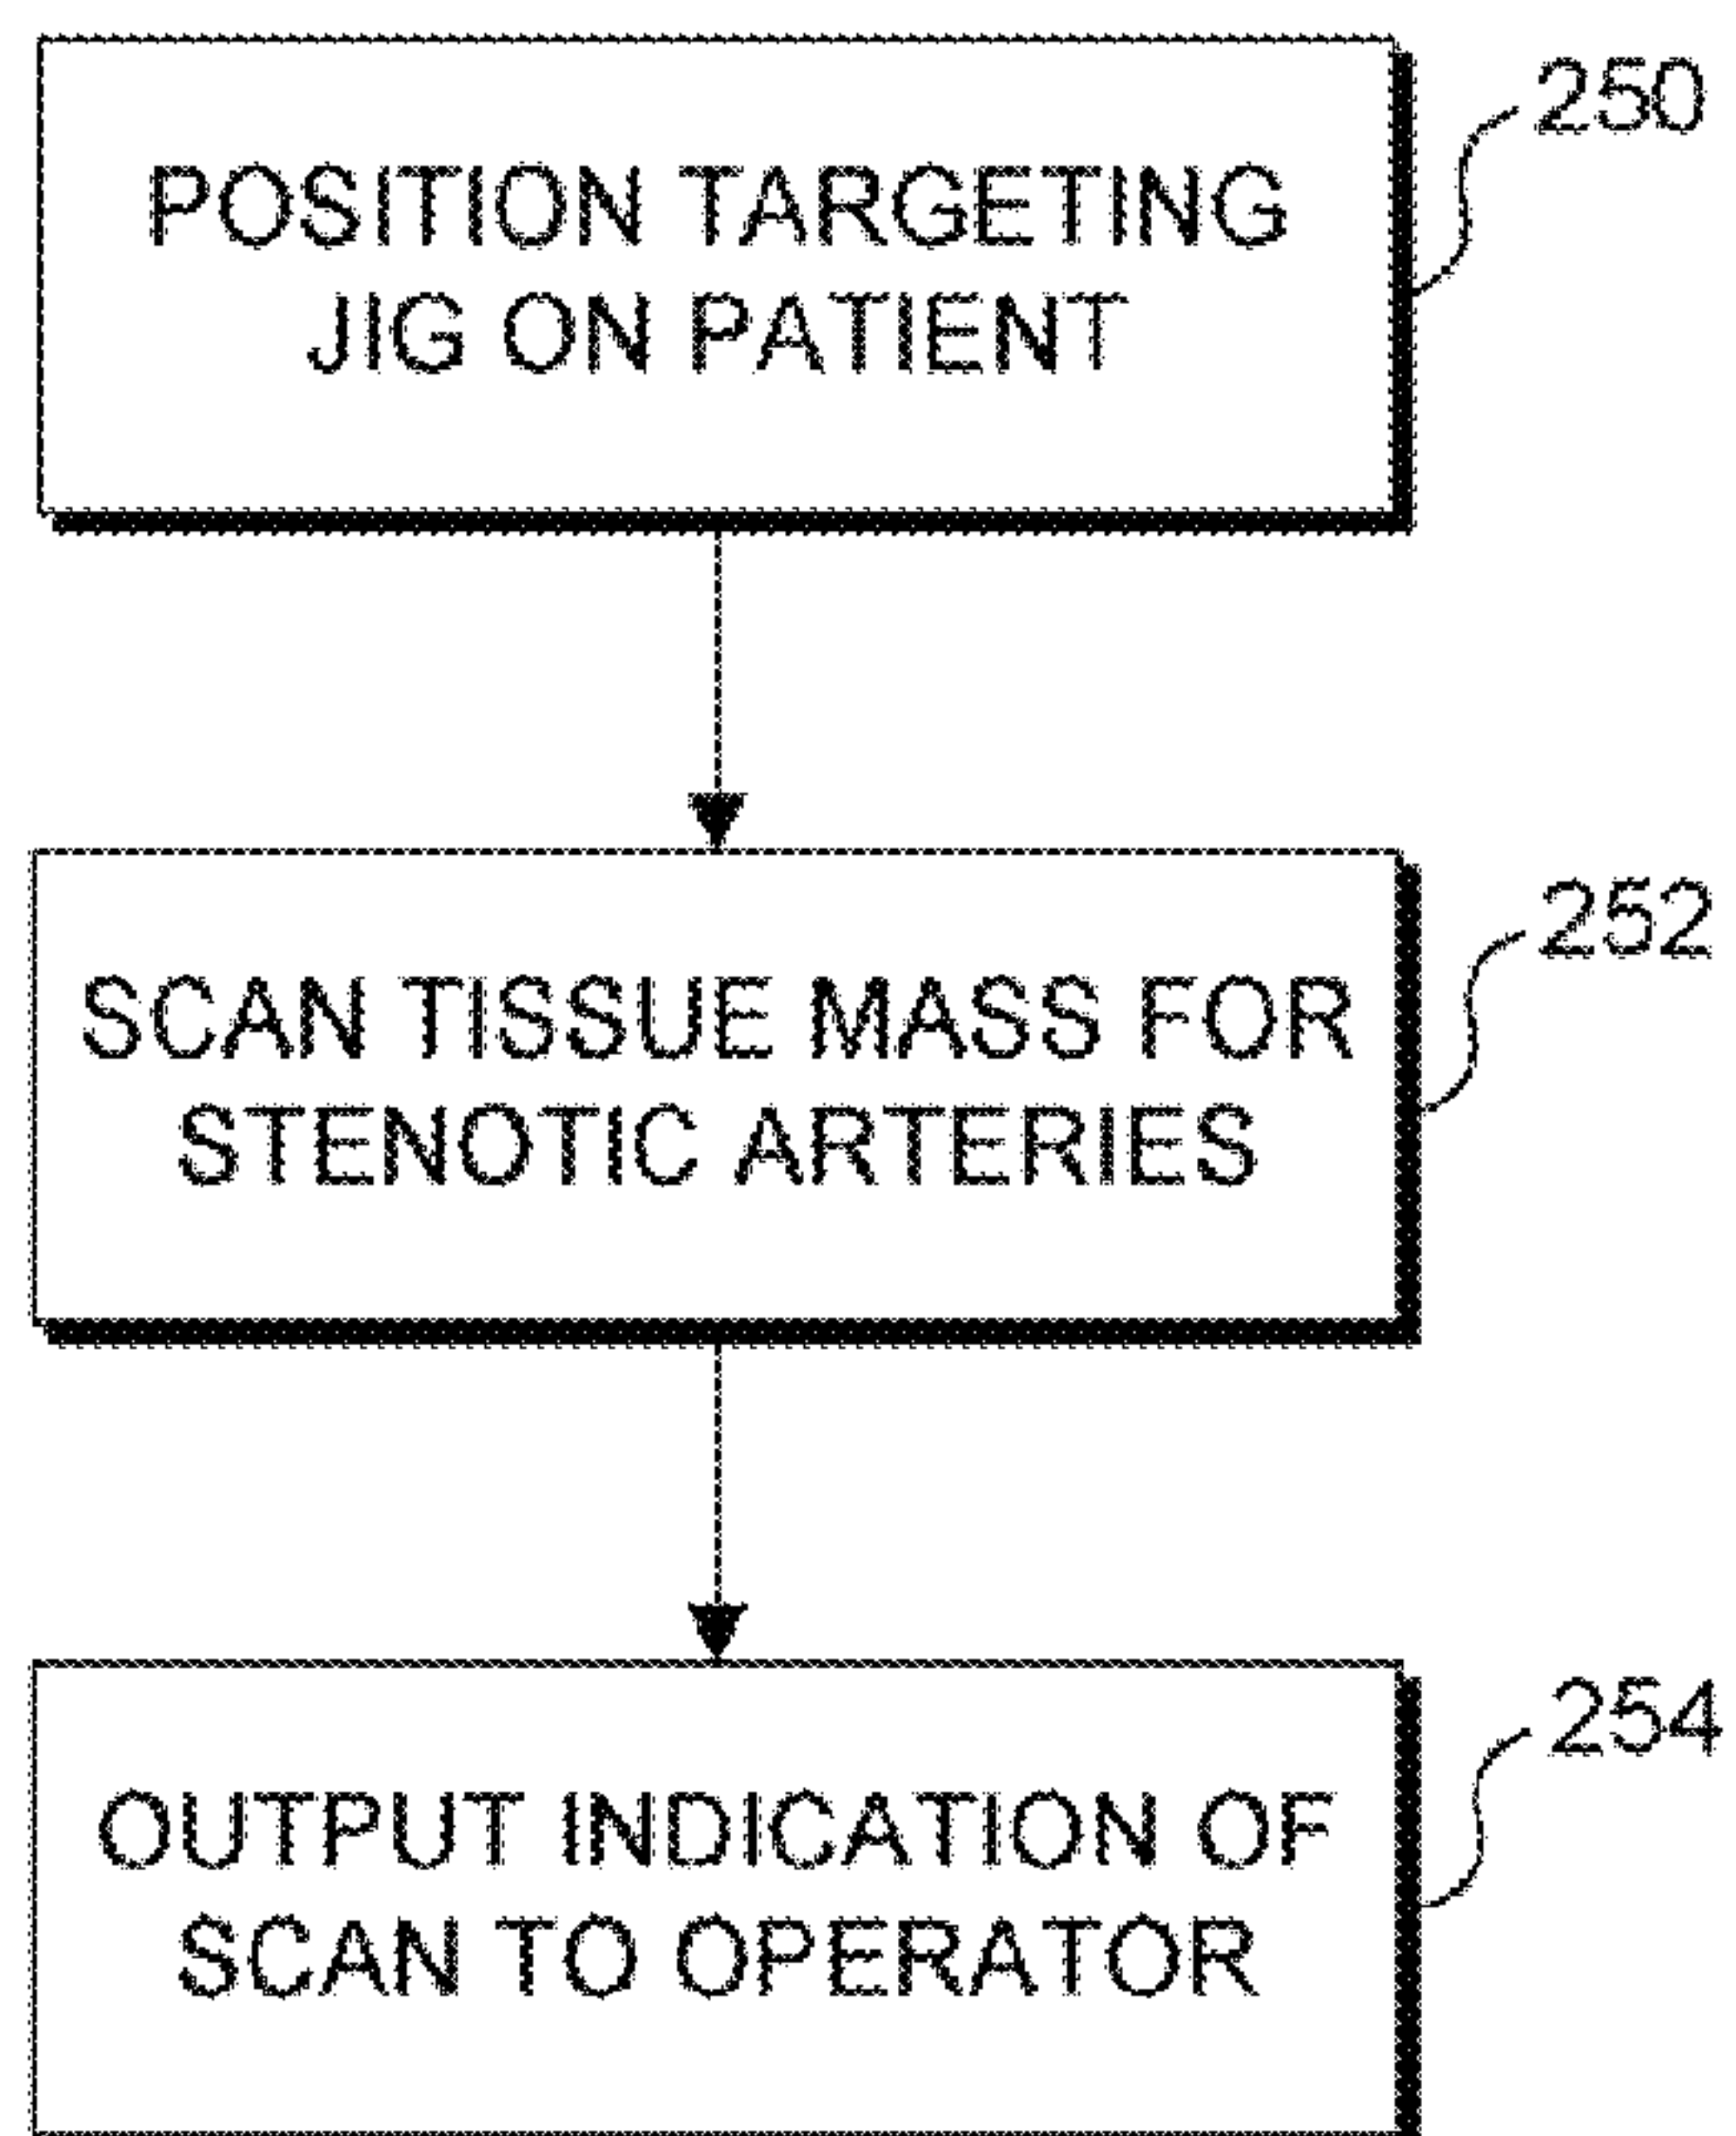 POSITION TARGETING
JIG ON PATIENT
250
SCAN TISSUE MASS FOR
STENOTIC ARTERIES
252
OUTPUT INDICATION OF
SCAN TO OPERATOR
254